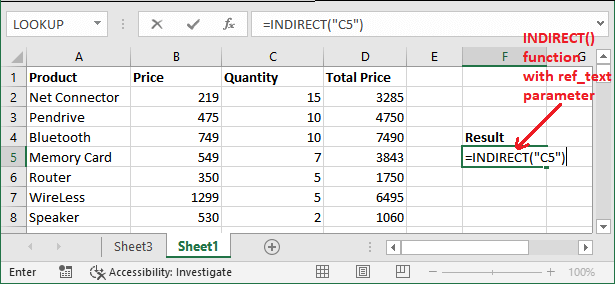 LOOKUP =INDIRECT("C5")
INDIRECT()
function
with ref_text
parameter
A B C D E F G
1 Product Price Quantity Total Price
2 Net Connector 219 15 3285
3 Pendrive 475 10 4750
4 Bluetooth 749 10 7490 Result
5 Memory Card 549 7 3843 =INDIRECT("C5")
6 Router 350 5 1750
7 WireLess 1299 5 6495
8 Speaker 530 2 1060
Sheet3 Sheet1
Enter Accessibility: Investigate 100%